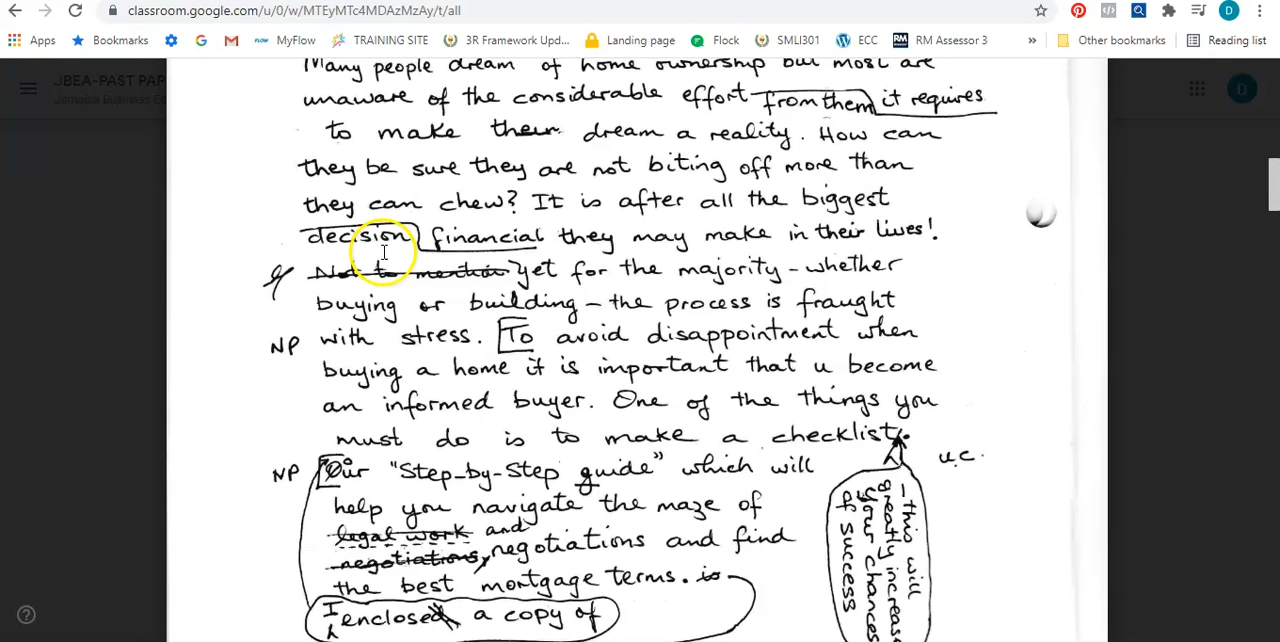 classroom.google.com/u/0/w/MTEyMTc4MDAzMzAy/t/all
Apps Bookmarks MyFlow TRAINING SITE 3R Framework Upd... Landing page Flock SMLI301 ECC RM Assessor 3 » Other bookmarks Reading list
JBEA-PAST PAP
Jamaica Business Co
Many people dream of home ownership but most are
unaware of the considerable effort from them it requires
to make their dream a reality. How can
they be sure they are not biting off more than
they can chew? It is after all the biggest
decision financial they may make in their lives!
Not to mention yet for the majority - whether
buying or building - the process is fraught
NP with stress. To avoid disappointment when
buying a home it is important that u become
an informed buyer. One of the things you
must do is to make a checklist.
NP Our "Step-by-Step guide" which will u.c.
help you navigate the maze of
legal work and
negotiations, negotiations and find
the best mortgage terms. is
I enclosed a copy of
- this will
greatly increase
your chances
of success
D
D
?